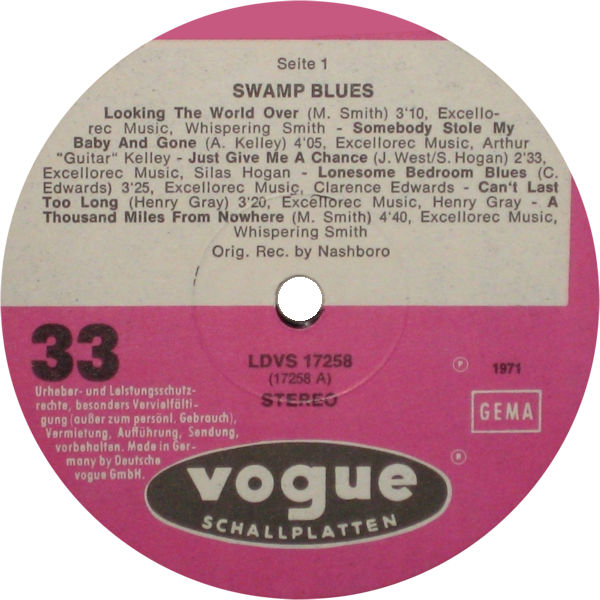 Seite 1
SWAMP BLUES
Looking The World Over (M. Smith) 3'10, Excello-
rec Music, Whispering Smith - Somebody Stole My
Baby And Gone (A. Kelley) 4'05, Excellorec Music, Arthur
"Guitar" Kelley - Just Give Me A Chance (J. West/S. Hogan) 2'33,
Excellorec Music, Silas Hogan - Lonesome Bedroom Blues (C.
Edwards) 3'25, Excellorec Music, Clarence Edwards - Can't Last
Too Long (Henry Gray) 3'20, Excellorec Music, Henry Gray - A
Thousand Miles From Nowhere (M. Smith) 4'40, Excellorec Music,
Whispering Smith
Orig. Rec. by Nashboro
33
Urheber- und Leistungsschutz-
rechte, besonders Vervielfälti-
gung (außer zum persönl. Gebrauch),
Vermietung, Aufführung, Sendung,
vorbehalten. Made in Ger-
many by Deutsche
vogue GmbH.
LDVS 17258
(17258 A)
STEREO
℗ 1971
GEMA
®
vogue
SCHALLPLATTEN